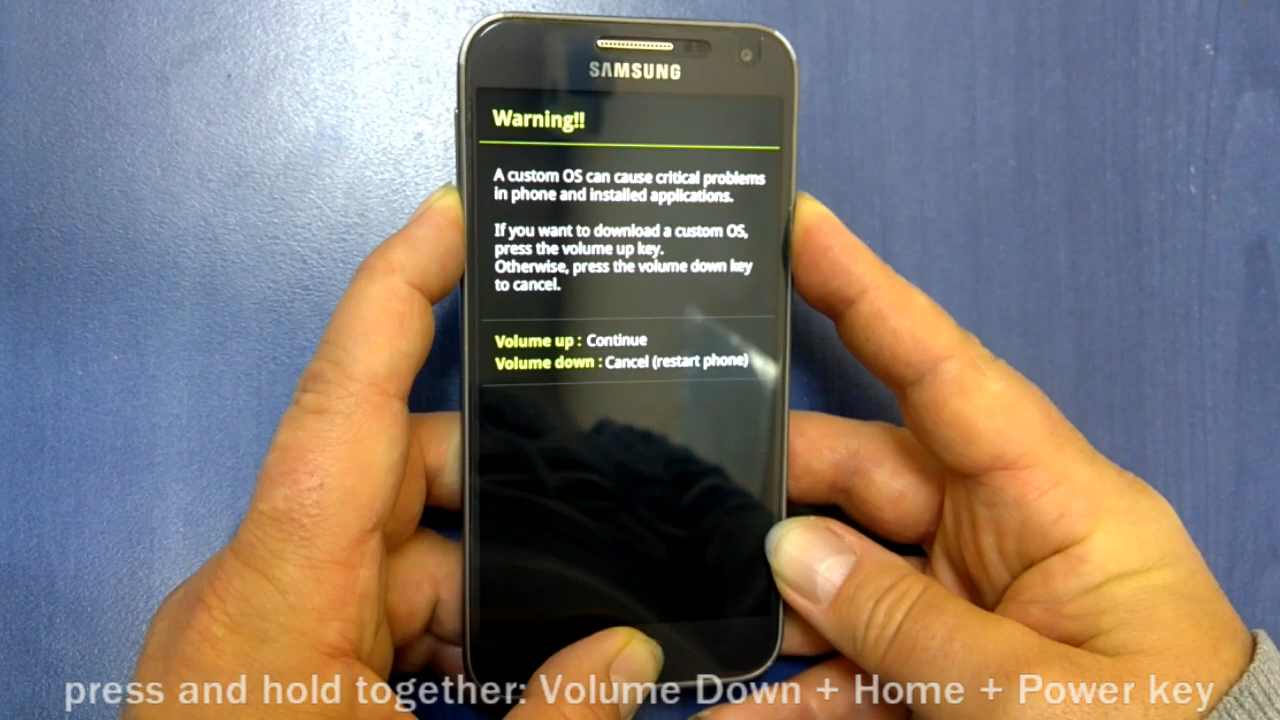 SAMSUNG
Warning!!
A custom OS can cause critical problems
in phone and installed applications.
If you want to download a custom OS,
press the volume up key.
Otherwise, press the volume down key
to cancel.
Volume up : Continue
Volume down : Cancel (restart phone)
press and hold together: Volume Down + Home + Power key